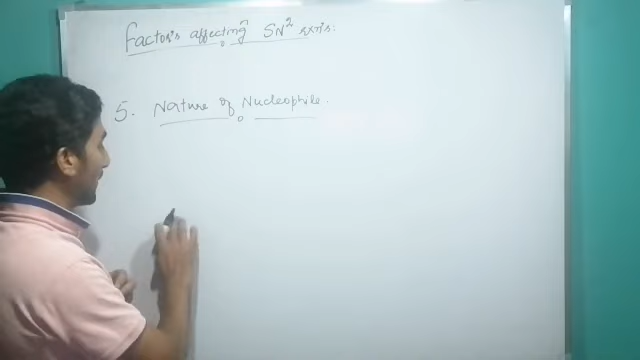 Factors affecting SN² rxns:
5. Nature of Nucleophile.